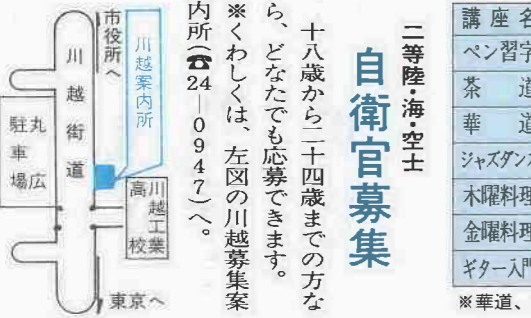 講座名
ペン習字
茶道
華道
ジャズダンス
木曜料理
金曜料理
ギター入門
※華道、
二等陸・海・空士
自衛官募集
十八歳から二十四歳までの方な
ら、どなたでも応募できます。
※くわしくは、左図の川越募集案
内所(☎24―0947)へ。
川越案内所
市役所へ
川越街道
丸広
駐車場
川越工業
高校
東京へ